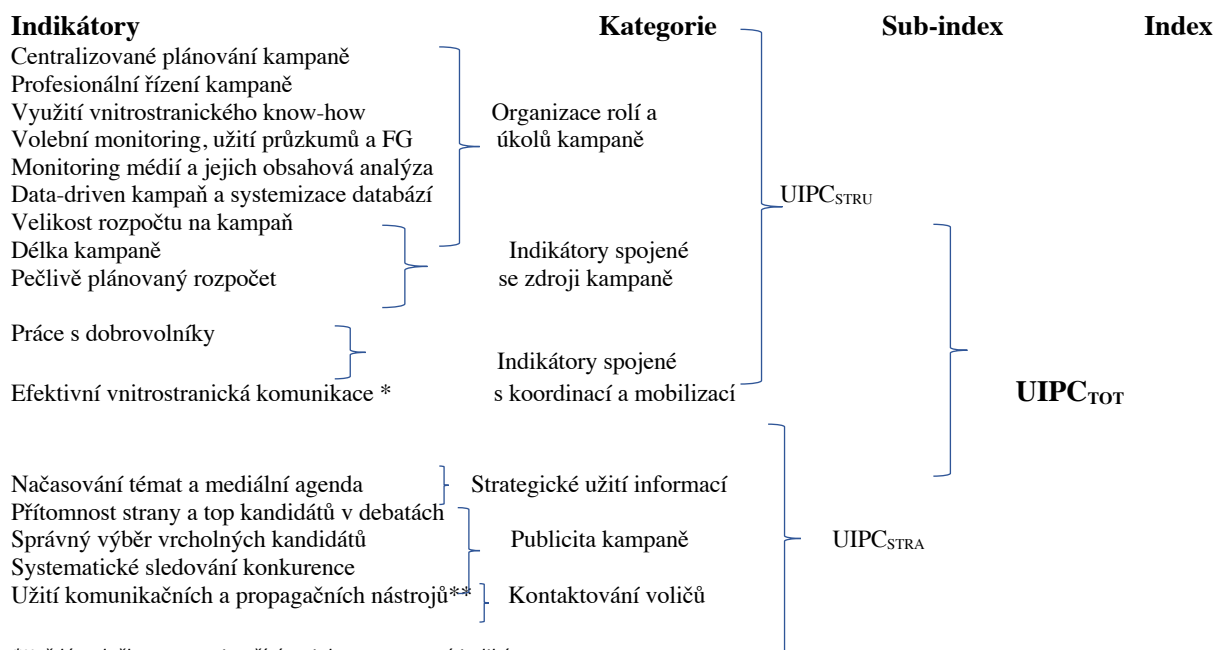 Indikátory Kategorie Sub-index Index
Centralizované plánování kampaně
Profesionální řízení kampaně
Využití vnitrostranického know-how Organizace rolí a
Volební monitoring, užití průzkumů a FG úkolů kampaně
Monitoring médií a jejich obsahová analýza
Data-driven kampaň a systemizace databází UIPCSTRU
Velikost rozpočtu na kampaň
Délka kampaně Indikátory spojené
Pečlivě plánovaný rozpočet se zdroji kampaně
Práce s dobrovolníky
Indikátory spojené
Efektivní vnitrostranická komunikace * s koordinací a mobilizací UIPCTOT
Načasování témat a mediální agenda Strategické užití informací
Přítomnost strany a top kandidátů v debatách
Správný výběr vrcholných kandidátů Publicita kampaně UIPCSTRA
Systematické sledování konkurence
Užití komunikačních a propagačních nástrojů** Kontaktování voličů